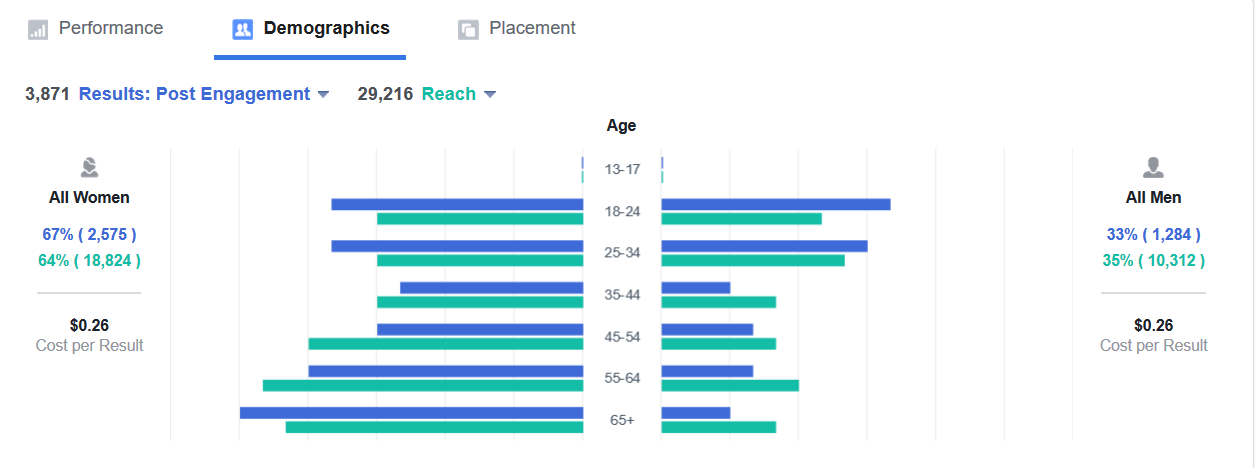 Performance Demographics Placement
3,871 Results: Post Engagement 29,216 Reach
Age
13-17
All Women
67% ( 2,575 )
64% ( 18,824 )
$0.26
Cost per Result
18-24
25-34
35-44
45-54
55-64
65+
All Men
33% ( 1,284 )
35% ( 10,312 )
$0.26
Cost per Result